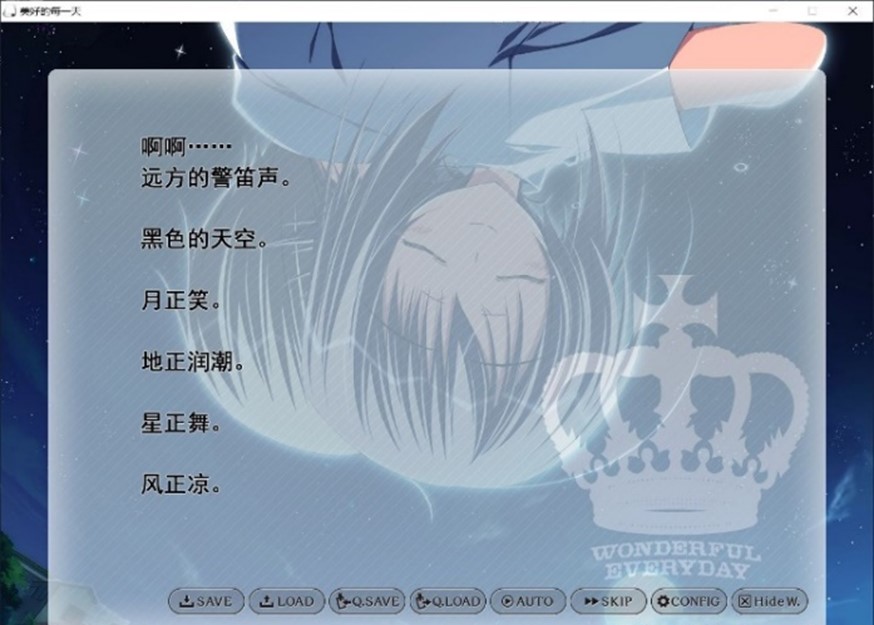 美好的每一天
啊啊……
远方的警笛声。
黑色的天空。
月正笑。
地正润潮。
星正舞。
风正凉。
WONDERFUL
EVERYDAY
SAVE LOAD Q.SAVE Q.LOAD AUTO SKIP CONFIG Hide W.